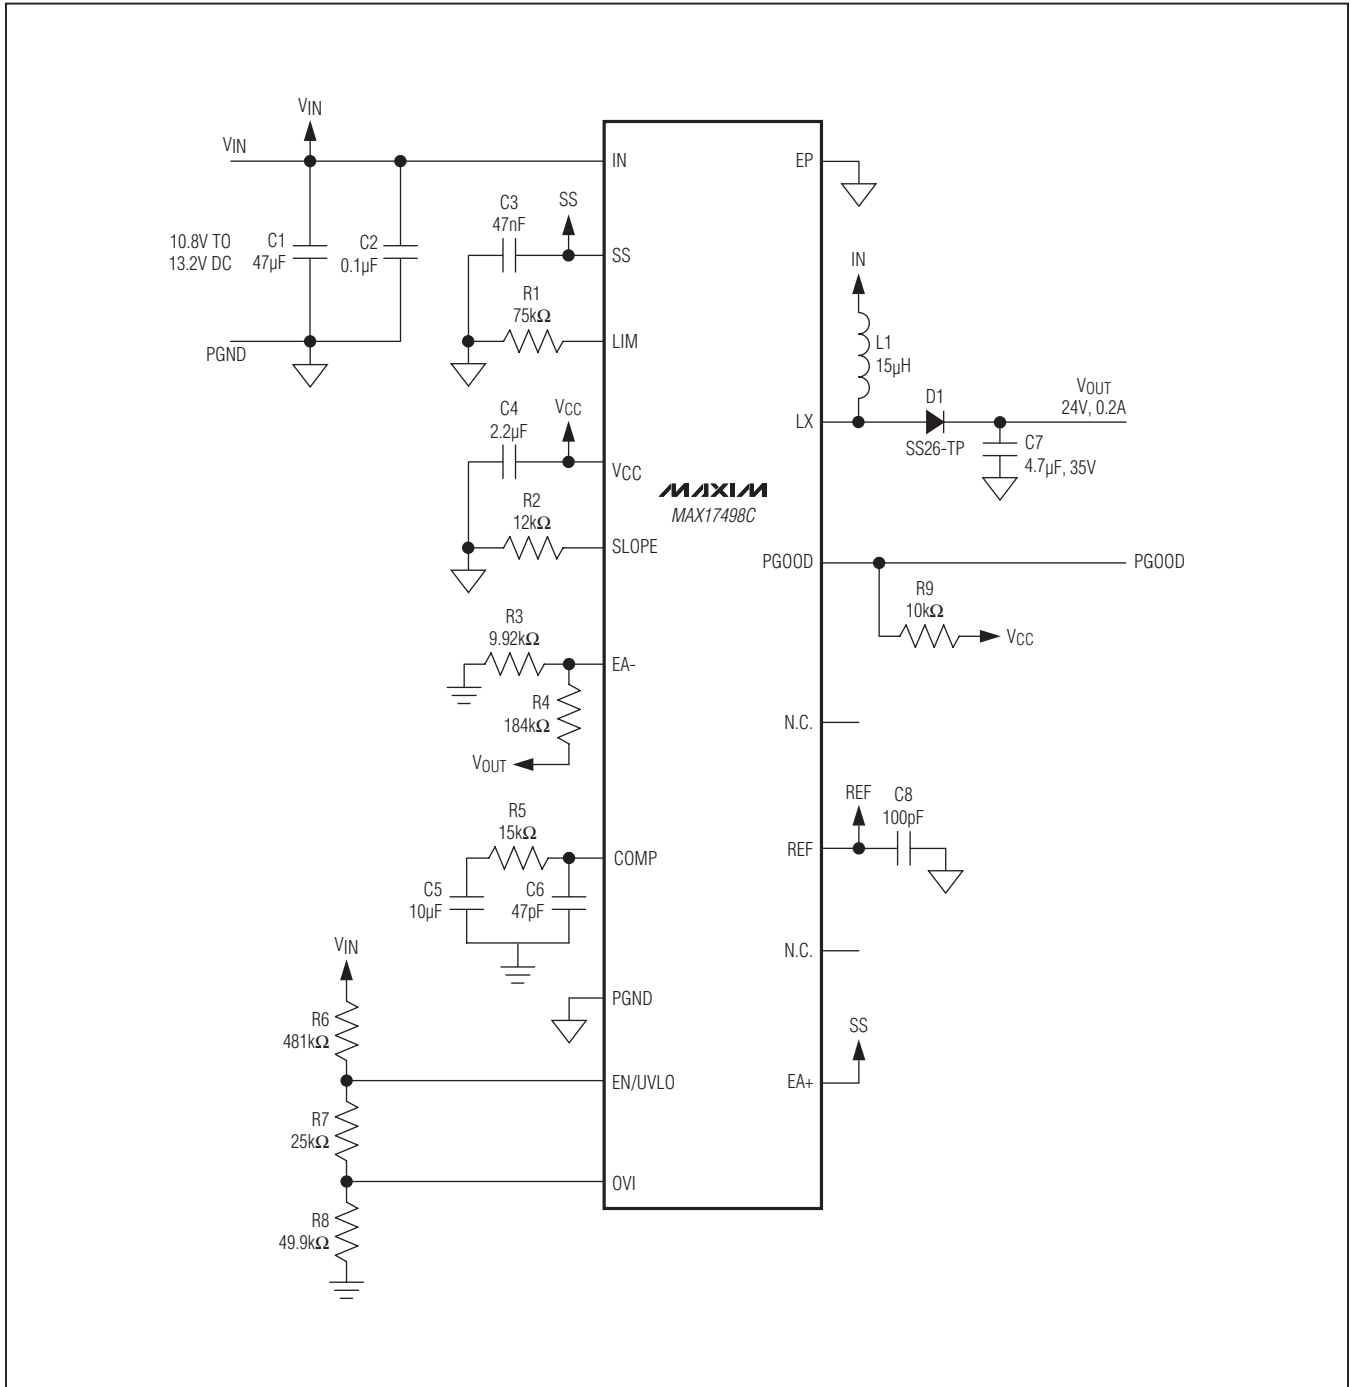 VIN
VIN
10.8V TO
13.2V DC
C1
47µF
C2
0.1µF
PGND
C3
47nF
SS
R1
75kΩ
C4
2.2µF
VCC
R2
12kΩ
R3
9.92kΩ
R4
184kΩ
VOUT
R5
15kΩ
C5
10µF
C6
47pF
VIN
R6
481kΩ
R7
25kΩ
R8
49.9kΩ
IN
SS
LIM
VCC
SLOPE
EA-
COMP
PGND
EN/UVLO
OVI
MAXIM
MAX17498C
EP
LX
PGOOD
N.C.
REF
N.C.
EA+
IN
L1
15µH
D1
SS26-TP
VOUT
24V, 0.2A
C7
4.7µF, 35V
PGOOD
R9
10kΩ
VCC
REF
C8
100pF
SS